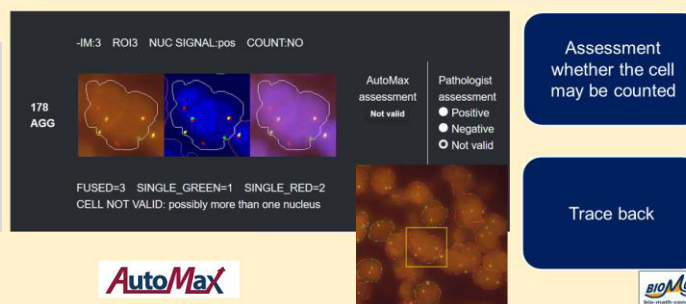 -IM:3 ROI3 NUC SIGNAL:pos COUNT:NO
178
AGG
AutoMax
assessment
Not valid
Pathologist
assessment
Positive
Negative
Not valid
FUSED=3 SINGLE_GREEN=1 SINGLE_RED=2
CELL NOT VALID: possibly more than one nucleus
AutoMax
Assessment
whether the cell
may be counted
Trace back